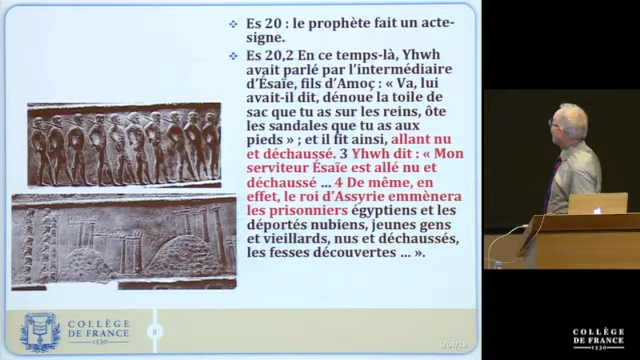 Es 20 : le prophète fait un acte-
signe.
Es 20,2 En ce temps-là, Yhwh
avait parlé par l'intermédiaire
d'Ésaïe, fils d'Amoç : « Va, lui
avait-il dit, dénoue la toile de
sac que tu as sur les reins, ôte
les sandales que tu as aux
pieds » ; et il fit ainsi, allant nu
et déchaussé. 3 Yhwh dit : « Mon
serviteur Ésaïe est allé nu et
déchaussé ... 4 De même, en
effet, le roi d'Assyrie emmènera
les prisonniers égyptiens et les
déportés nubiens, jeunes gens
et vieillards, nus et déchaussés,
les fesses découvertes ... ».
COLLÈGE
DE FRANCE
1530
8
COLLÈGE
DE FRANCE
1530